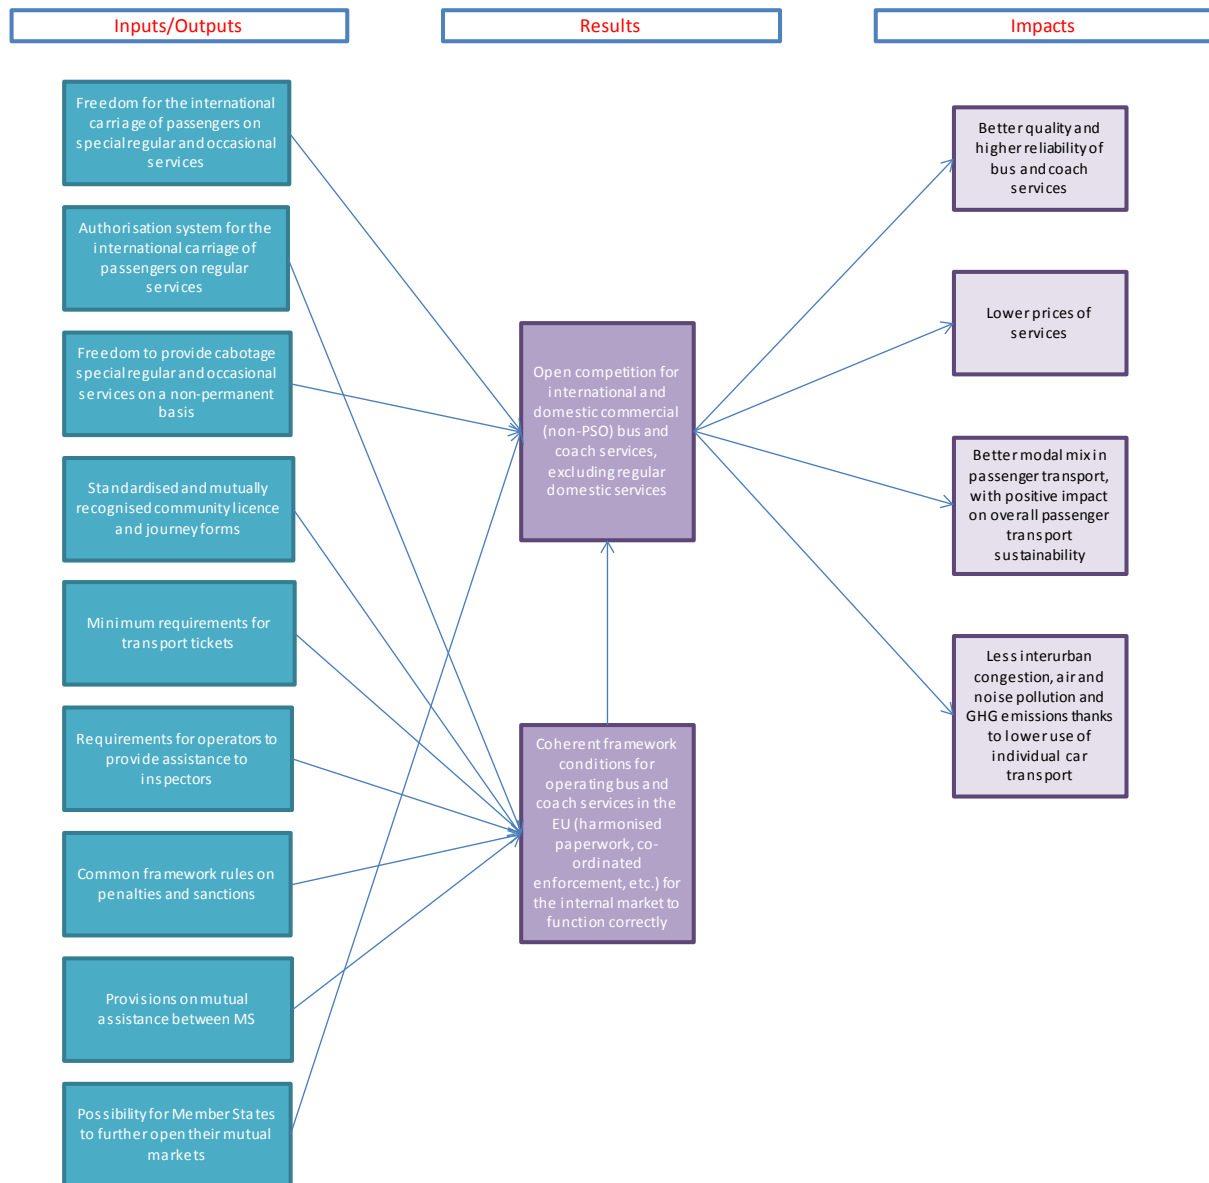 Inputs/Outputs
Results
Impacts
Freedom for the international
carriage of passengers on
special regular and occasional
services
Authorisation system for the
international carriage of
passengers on regular
services
Freedom to provide cabotage
special regular and occasional
services on a non-permanent
basis
Standardised and mutually
recognised community licence
and journey forms
Minimum requirements for
transport tickets
Requirements for operators to
provide assistance to
inspectors
Common framework rules on
penalties and sanctions
Provisions on mutual
assistance between MS
Possibility for Member States
to further open their mutual
markets
Open competition for
international and
domestic commercial
(non-PSO) bus and
coach services,
excluding regular
domestic services
Coherent framework
conditions for
operating bus and
coach services in the
EU (harmonised
paperwork, co-
ordinated
enforcement, etc.) for
the internal market to
function correctly
Better quality and
higher reliability of
bus and coach
services
Lower prices of
services
Better modal mix in
passenger transport,
with positive impact
on overall passenger
transport
sustainability
Less interurban
congestion, air and
noise pollution and
GHG emissions thanks
to lower use of
individual car
transport